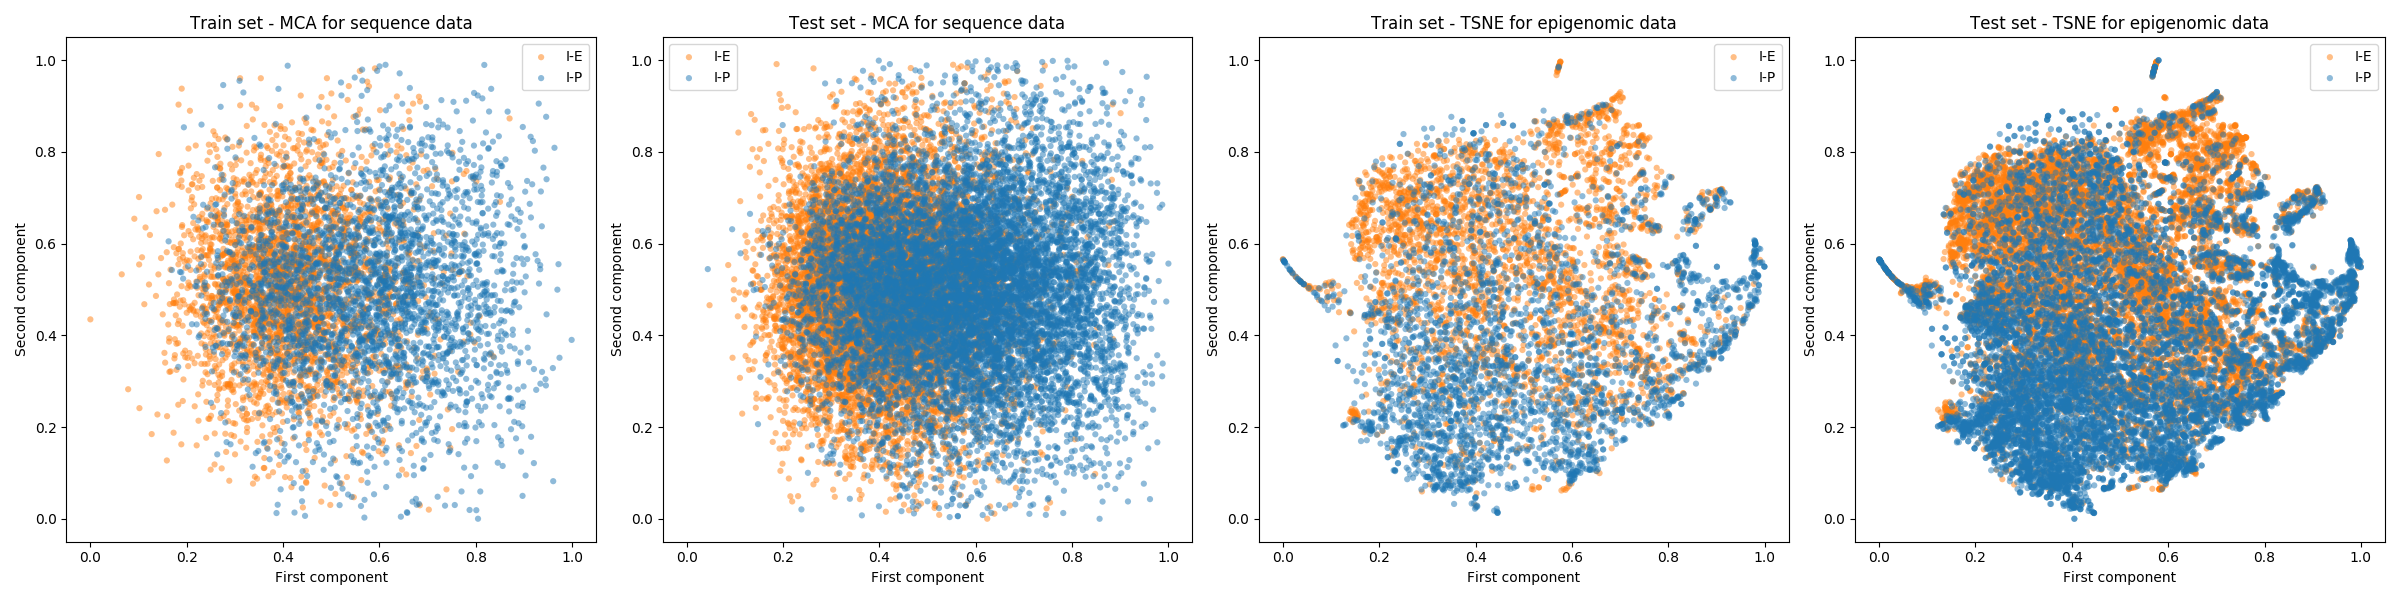 Train set - MCA for sequence data
I-E
I-P
1.0
0.8
0.6
0.4
0.2
0.0
Second component
0.0 0.2 0.4 0.6 0.8 1.0
First component
Test set - MCA for sequence data
I-E
I-P
1.0
0.8
0.6
0.4
0.2
0.0
Second component
0.0 0.2 0.4 0.6 0.8 1.0
First component
Train set - TSNE for epigenomic data
I-E
I-P
1.0
0.8
0.6
0.4
0.2
0.0
Second component
0.0 0.2 0.4 0.6 0.8 1.0
First component
Test set - TSNE for epigenomic data
I-E
I-P
1.0
0.8
0.6
0.4
0.2
0.0
Second component
0.0 0.2 0.4 0.6 0.8 1.0
First component